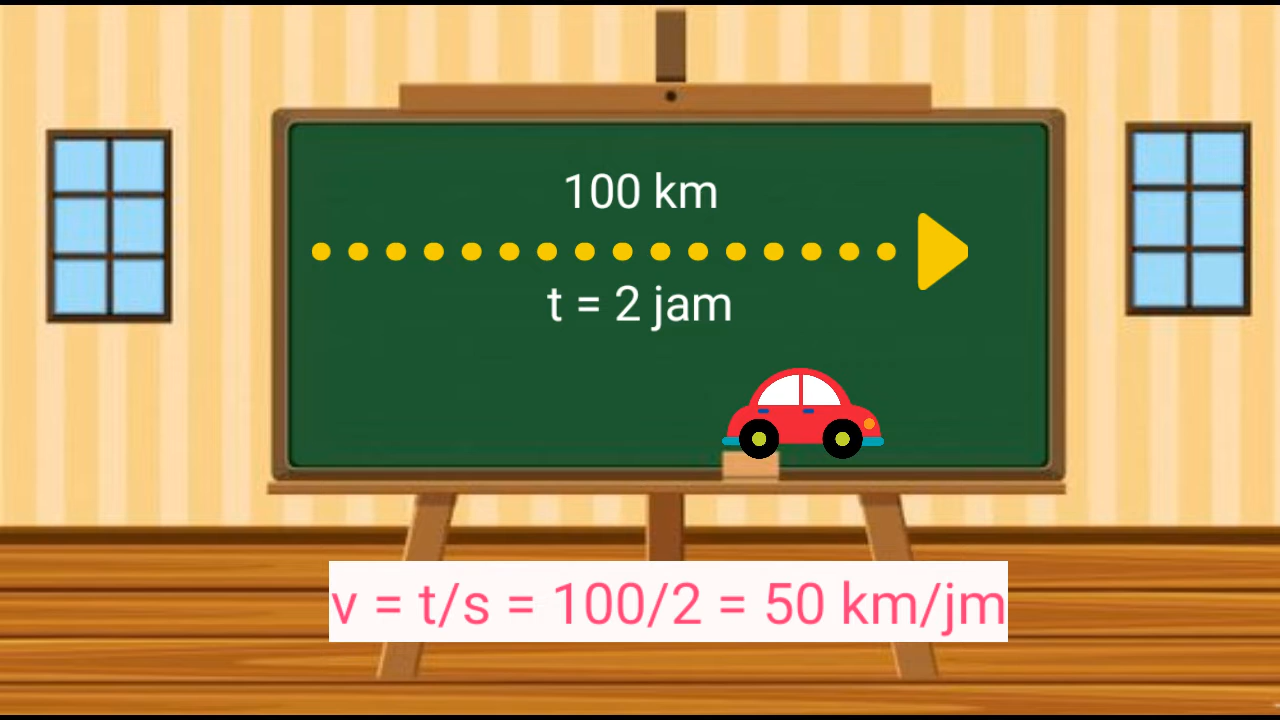 100 km
t = 2 jam
v = t/s = 100/2 = 50 km/jm